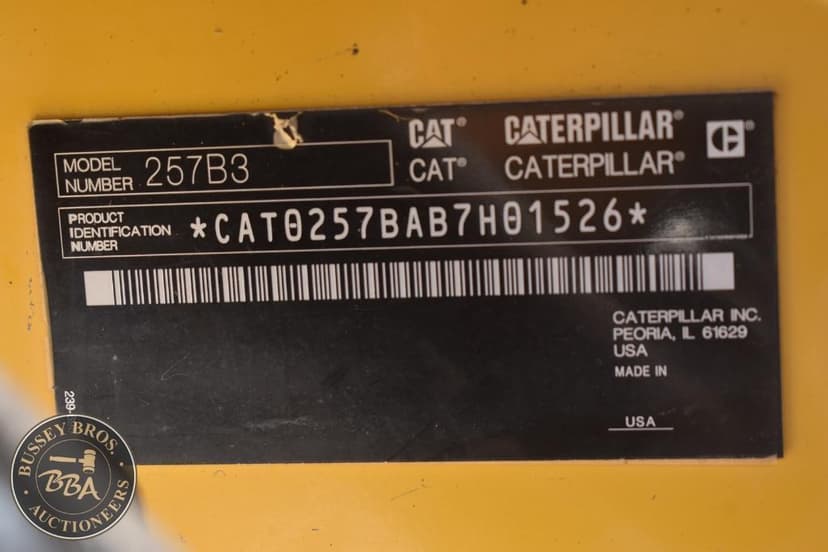 CAT® CATERPILLAR®
CAT® CATERPILLAR®
MODEL
NUMBER 257B3
PRODUCT
IDENTIFICATION
NUMBER *CAT0257BAB7H01526*
CATERPILLAR INC.
PEORIA, IL 61629
USA
MADE IN
USA
239-
BUSSEY BROS.
BBA
AUCTIONEERS